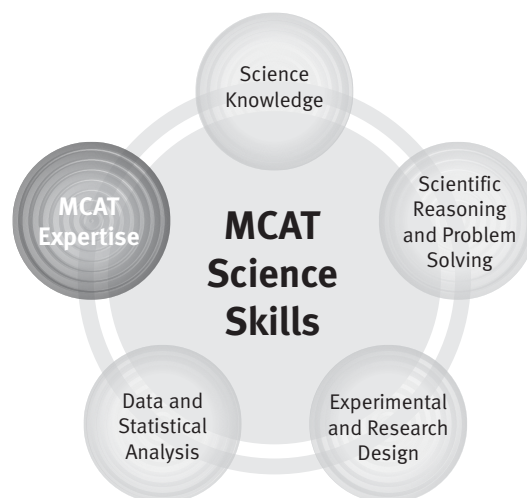 Science
Knowledge
MCAT
Expertise
Scientific
Reasoning
and Problem
Solving
MCAT
Science
Skills
Data and
Statistical
Analysis
Experimental
and Research
Design